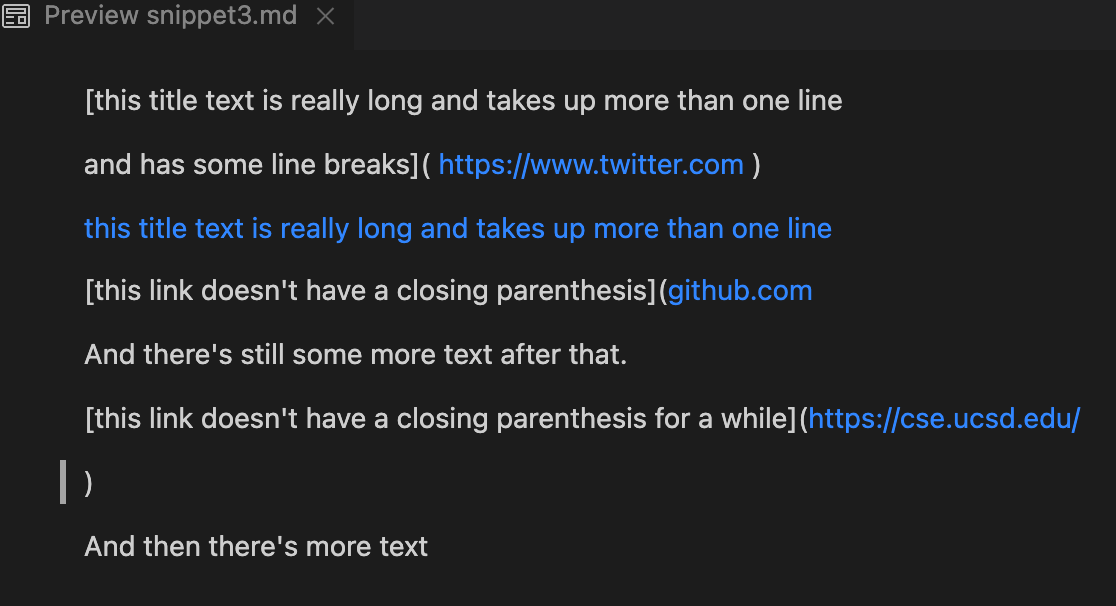 Preview snippet3.md
[this title text is really long and takes up more than one line
and has some line breaks]( https://www.twitter.com )
this title text is really long and takes up more than one line
[this link doesn't have a closing parenthesis](github.com
And there's still some more text after that.
[this link doesn't have a closing parenthesis for a while](https://cse.ucsd.edu/
)
And then there's more text